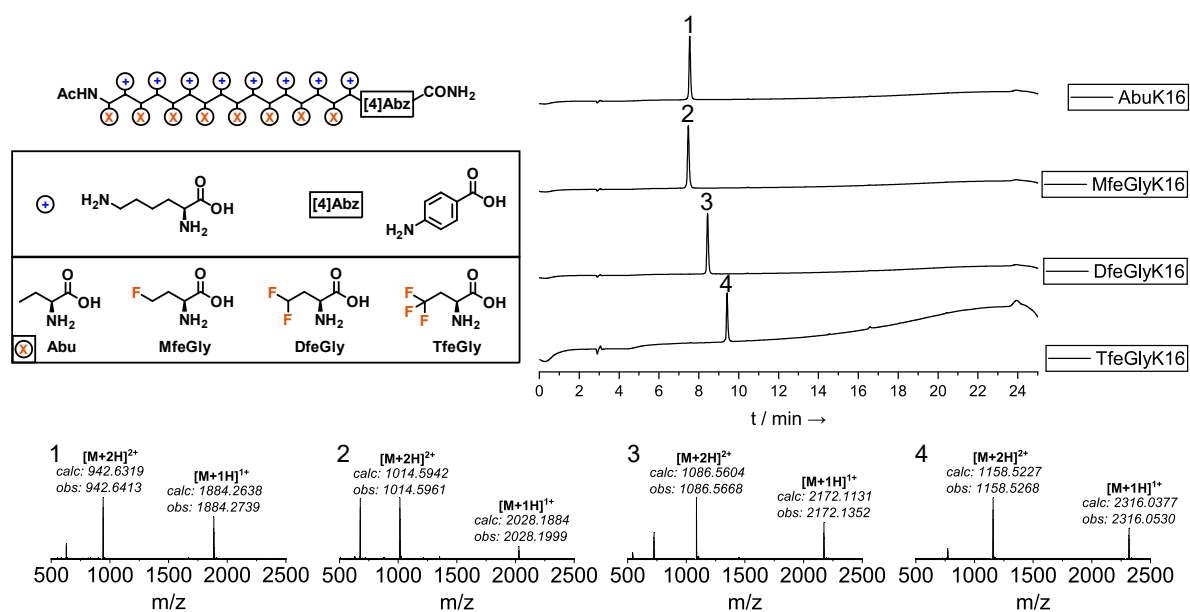 AcHN
+ + + + + + + +
[4]Abz
CONH2
X X X X X X X X
+
NH2
O
OH
NH2
[4]Abz
O
OH
H2N
O
OH
NH2
Abu
F
O
OH
NH2
MfeGly
F
F
O
OH
NH2
DfeGly
F
F
F
O
OH
NH2
TfeGly
X
1
AbuK16
2
MfeGlyK16
3
DfeGlyK16
4
TfeGlyK16
0 2 4 6 8 10 12 14 16 18 20 22 24
t / min →
1
[M+2H]2+
calc: 942.6319
obs: 942.6413
[M+1H]1+
calc: 1884.2638
obs: 1884.2739
500 1000 1500 2000 2500
m/z
2
[M+2H]2+
calc: 1014.5942
obs: 1014.5961
[M+1H]1+
calc: 2028.1884
obs: 2028.1999
500 1000 1500 2000 2500
m/z
3
[M+2H]2+
calc: 1086.5604
obs: 1086.5668
[M+1H]1+
calc: 2172.1131
obs: 2172.1352
500 1000 1500 2000 2500
m/z
4
[M+2H]2+
calc: 1158.5227
obs: 1158.5268
[M+1H]1+
calc: 2316.0377
obs: 2316.0530
500 1000 1500 2000 2500
m/z